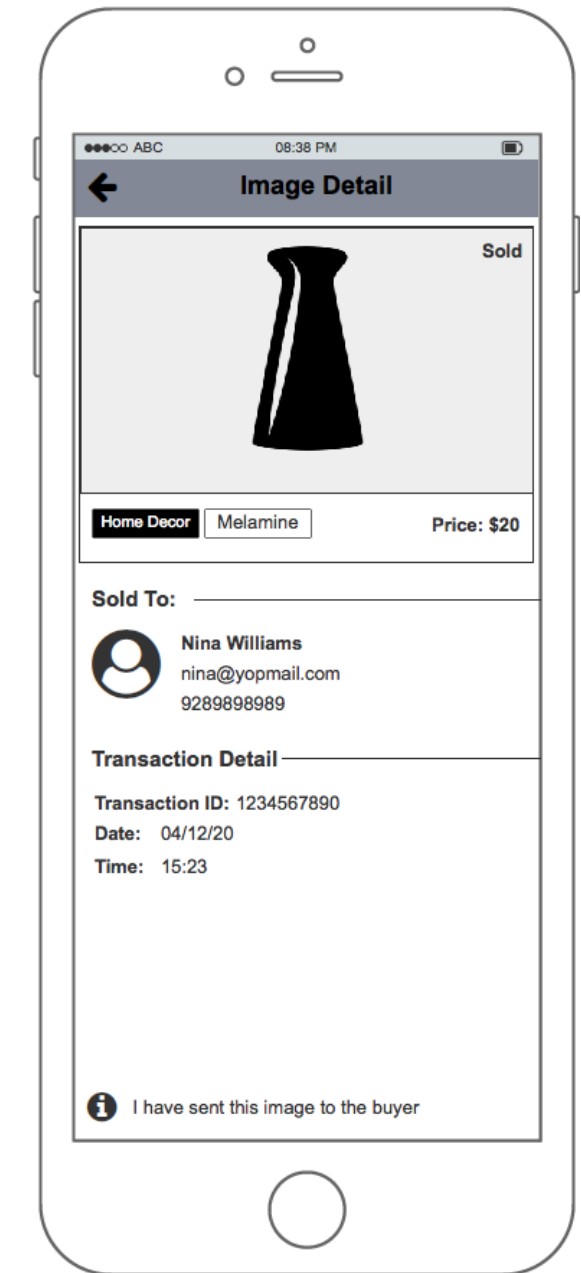 ABC 08:38 PM
Image Detail
Sold
Home Decor Melamine Price: $20
Sold To:
Nina Williams
nina@yopmail.com
9289898989
Transaction Detail
Transaction ID: 1234567890
Date: 04/12/20
Time: 15:23
I have sent this image to the buyer